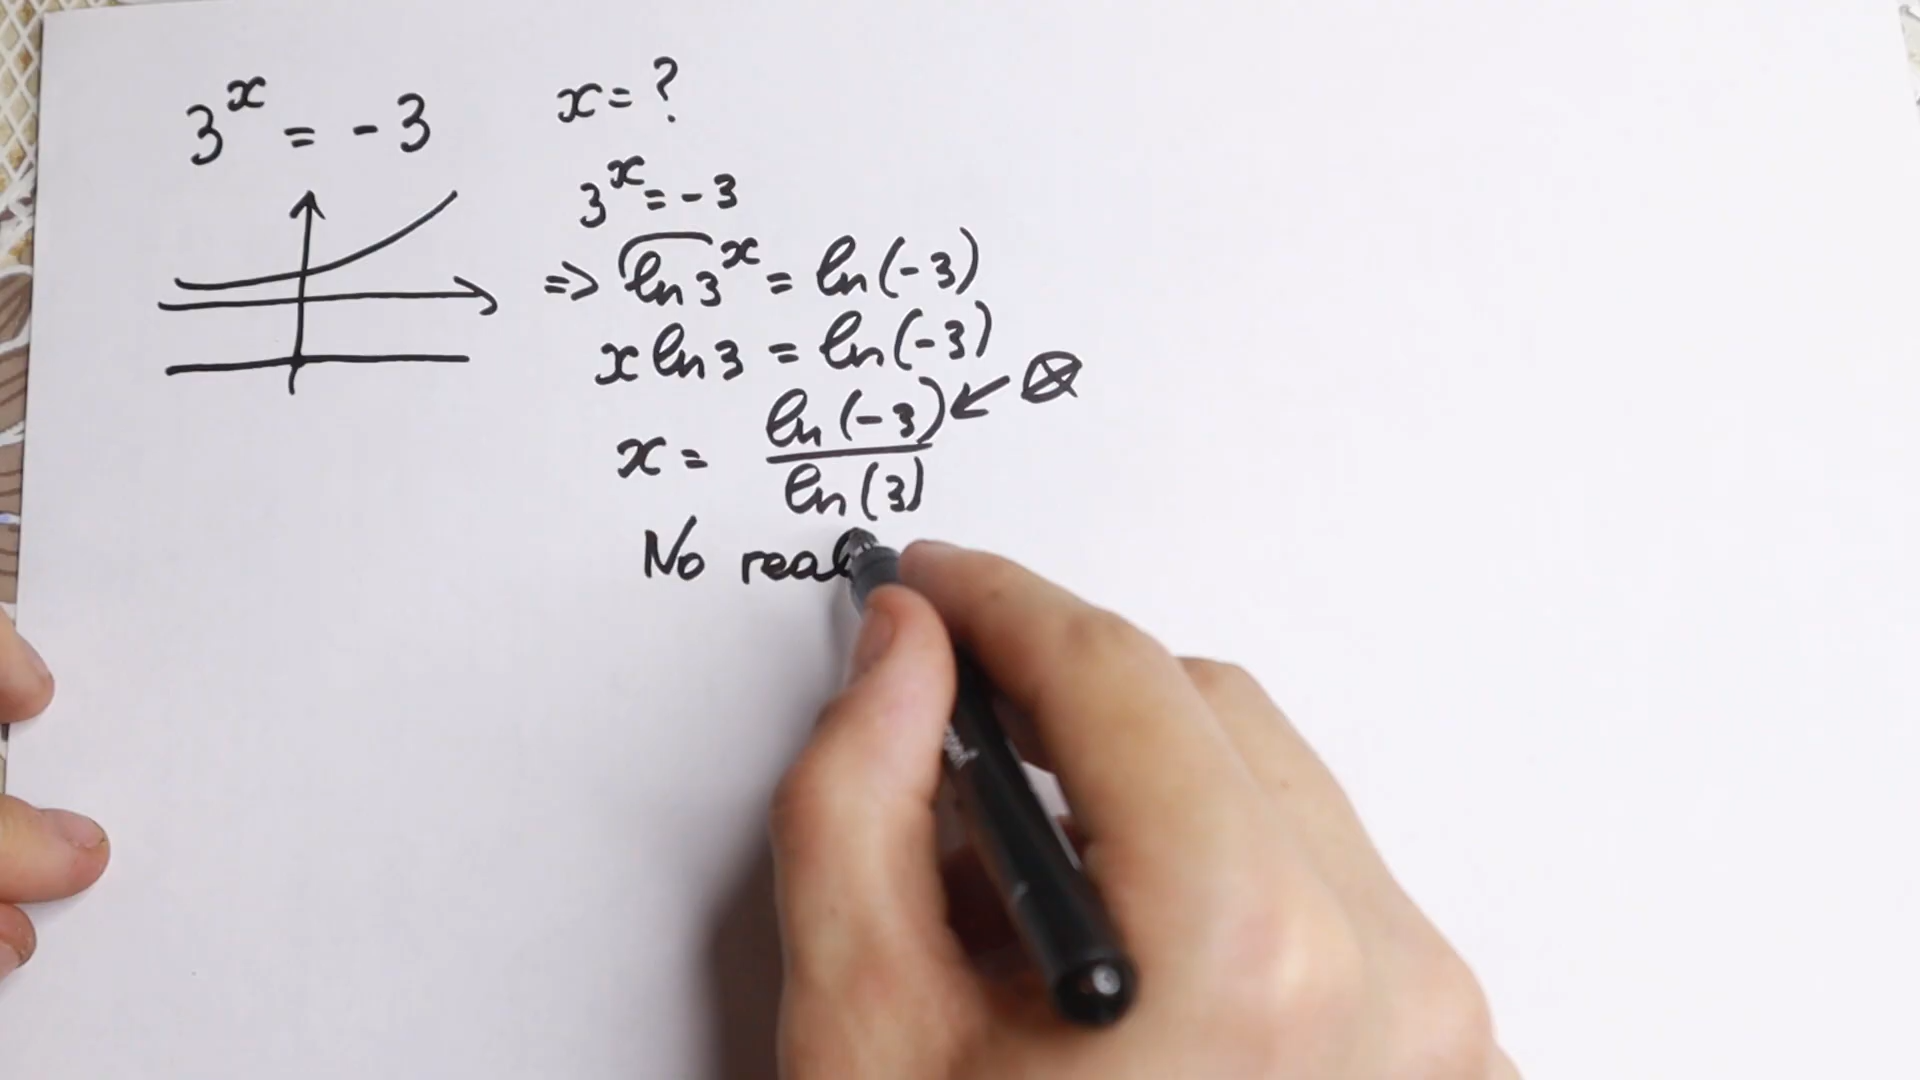 3^x = -3 x = ?
3^x = -3
=> ln 3^x = ln(-3)
x ln 3 = ln(-3)
x = ln(-3) / ln(3)
No real